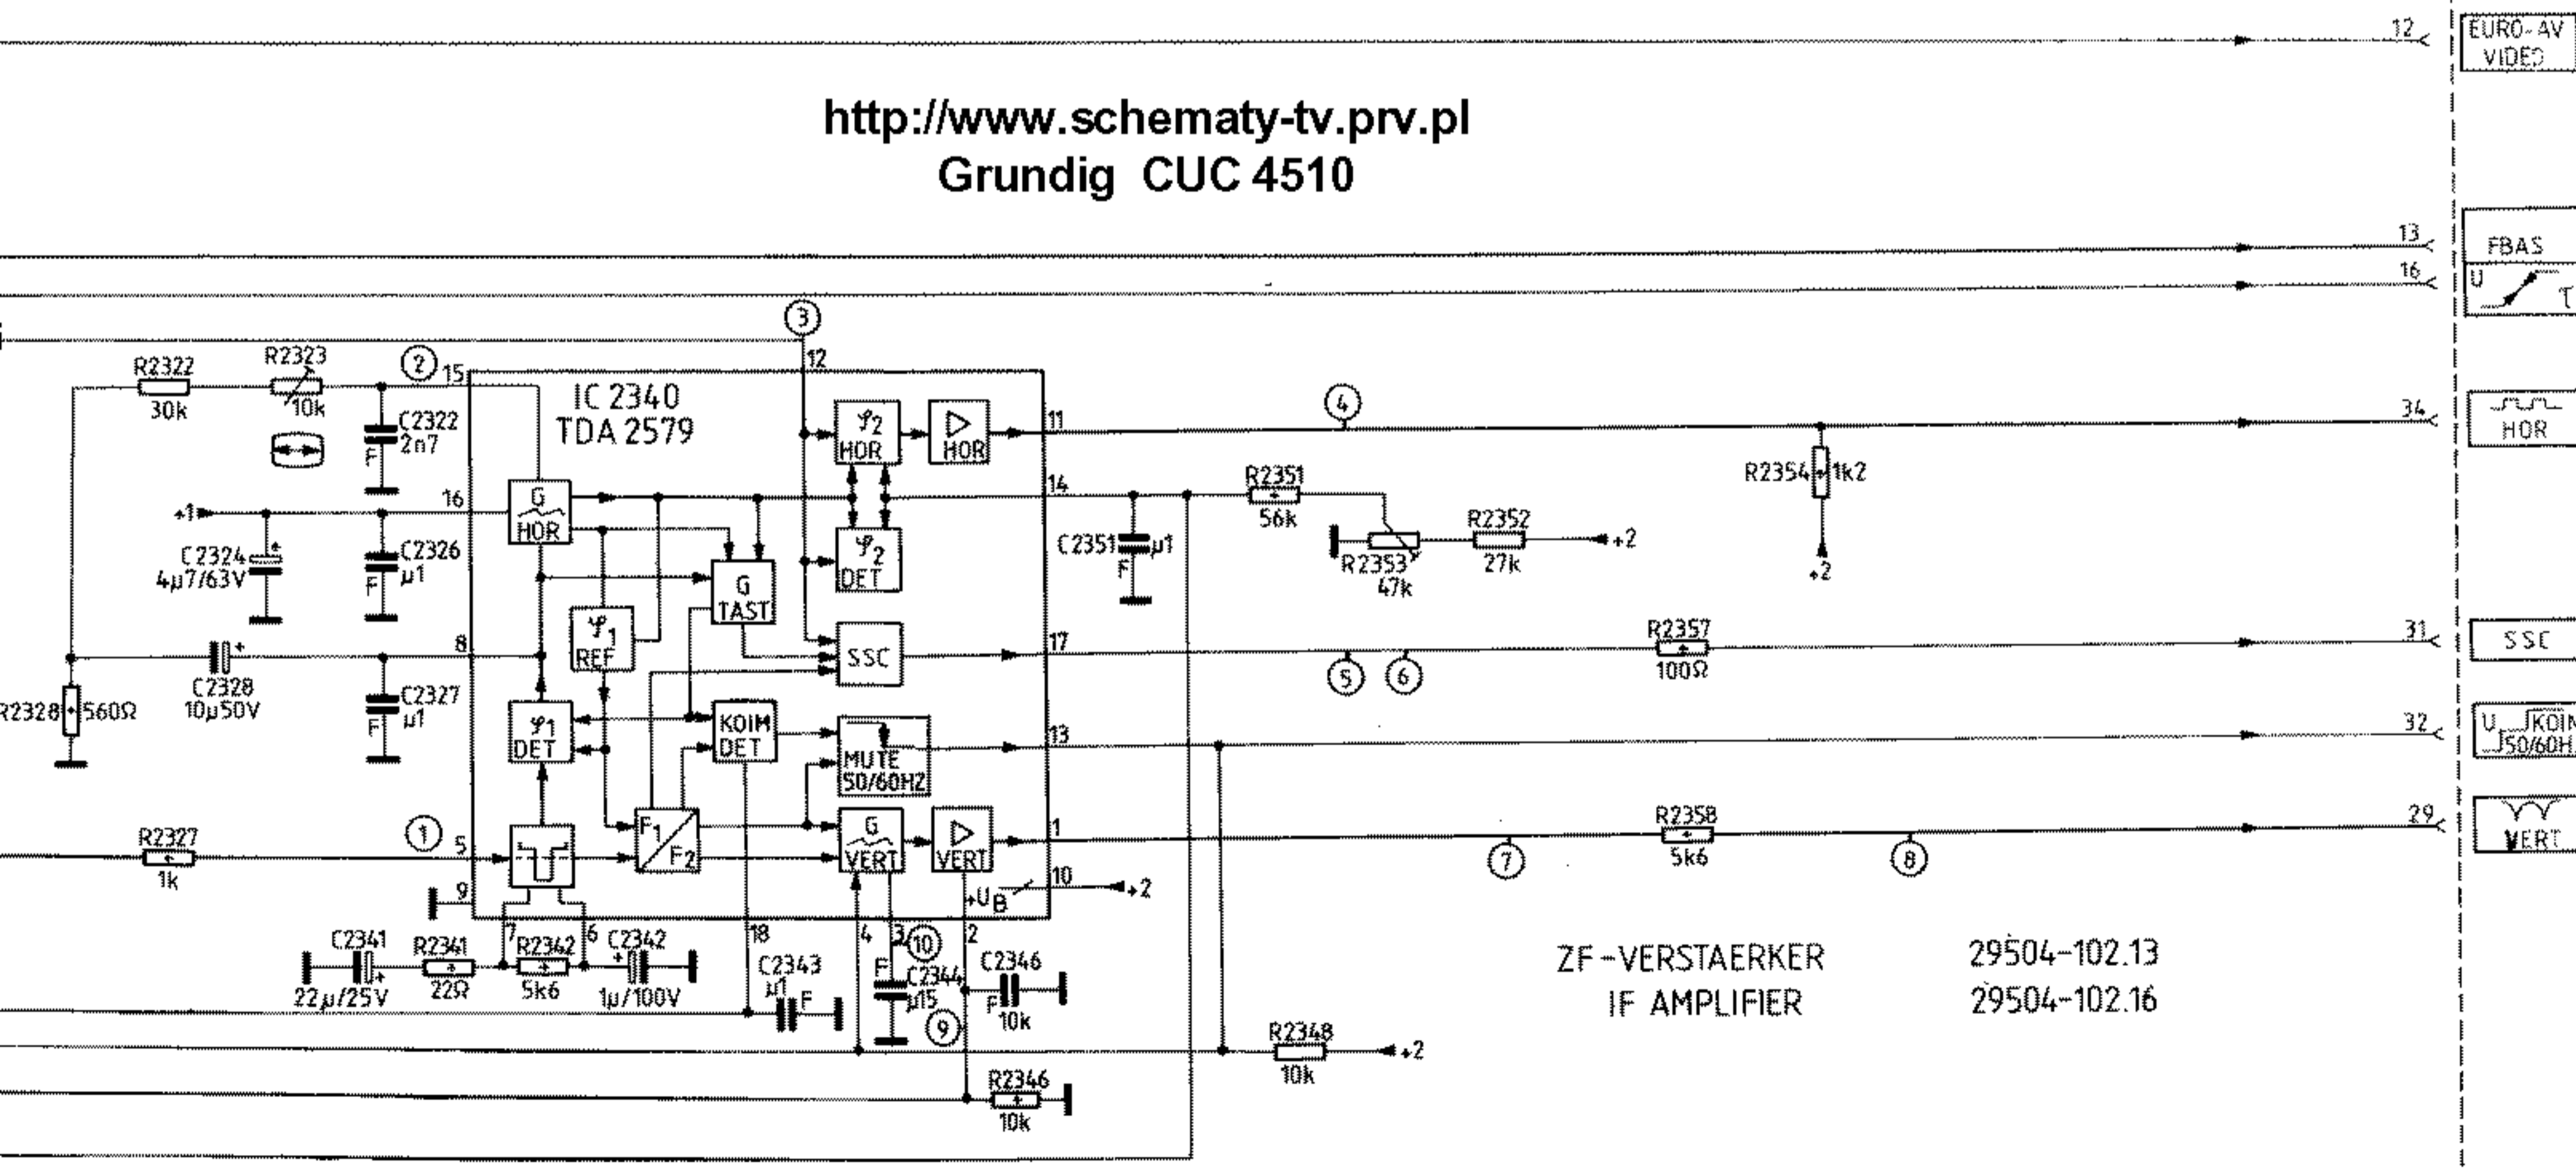 12
EURO-AV
VIDEO
http://www.schematy-tv.prv.pl
Grundig CUC 4510
13
FBAS
16
U
τ
3
12
R2322
30k
R2323
10k
2
15
C2322
2n7
F
IC 2340
TDA 2579
φ2
HOR
HOR
11
4
34
HOR
R2354
1k2
+2
+1
16
G
HOR
14
R2351
56k
C2324
4µ7/63V
C2326
µ1
F
φ2
DET
C2351
µ1
F
R2353
47k
R2352
27k
+2
G
TAST
φ1
REF
8
SSC
17
5
6
R2357
100Ω
31
SSC
R2328
560Ω
C2328
10µ50V
C2327
µ1
F
φ1
DET
KOIM
DET
MUTE
50/60HZ
13
32
U
KOIM
50/60H
R2327
1k
1
5
F1
F2
G
VERT
VERT
1
7
R2358
5k6
8
29
VERT
9
+UB
10
+2
7
6
18
4
3
10
2
C2341
22µ/25V
R2341
22Ω
R2342
5k6
C2342
1µ/100V
C2343
µ1
F
F
C2344
µ15
C2346
F
10k
9
ZF-VERSTAERKER 29504-102.13
IF AMPLIFIER 29504-102.16
R2348
10k
+2
R2346
10k